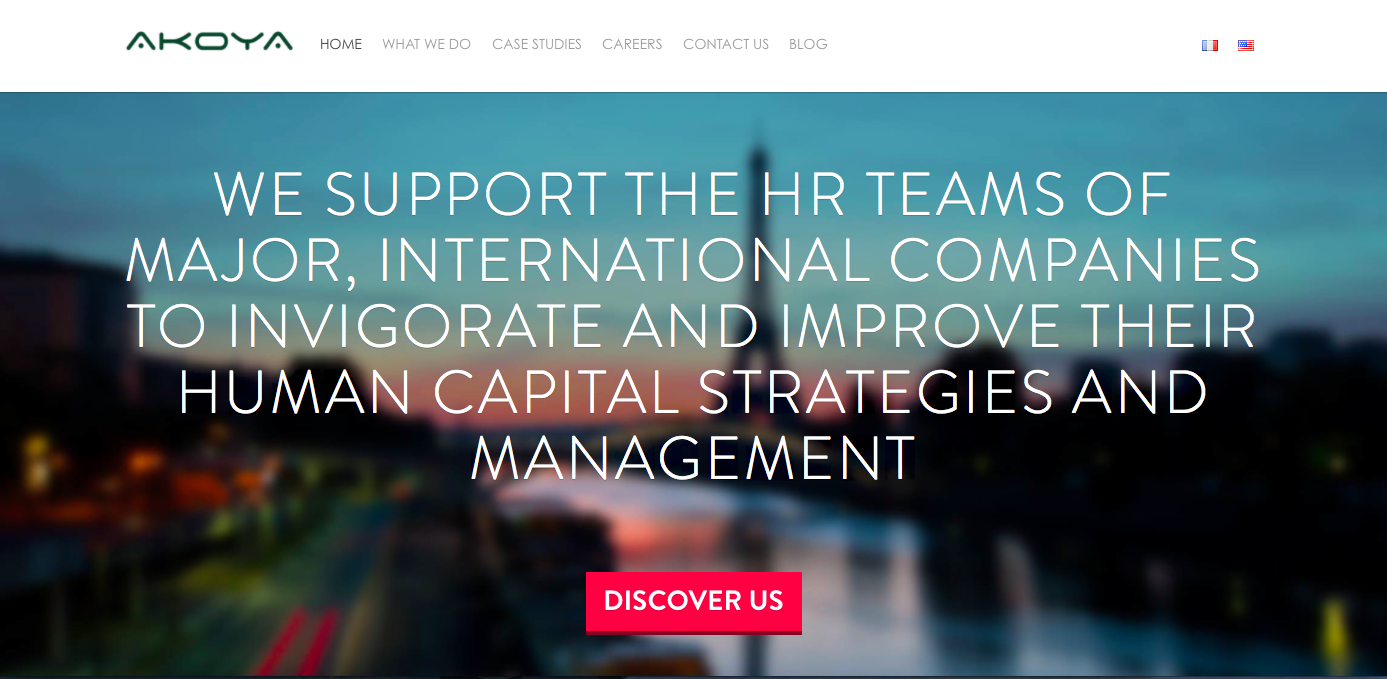 AKOYA
HOME WHAT WE DO CASE STUDIES CAREERS CONTACT US BLOG
WE SUPPORT THE HR TEAMS OF
MAJOR, INTERNATIONAL COMPANIES
TO INVIGORATE AND IMPROVE THEIR
HUMAN CAPITAL STRATEGIES AND
MANAGEMENT
DISCOVER US